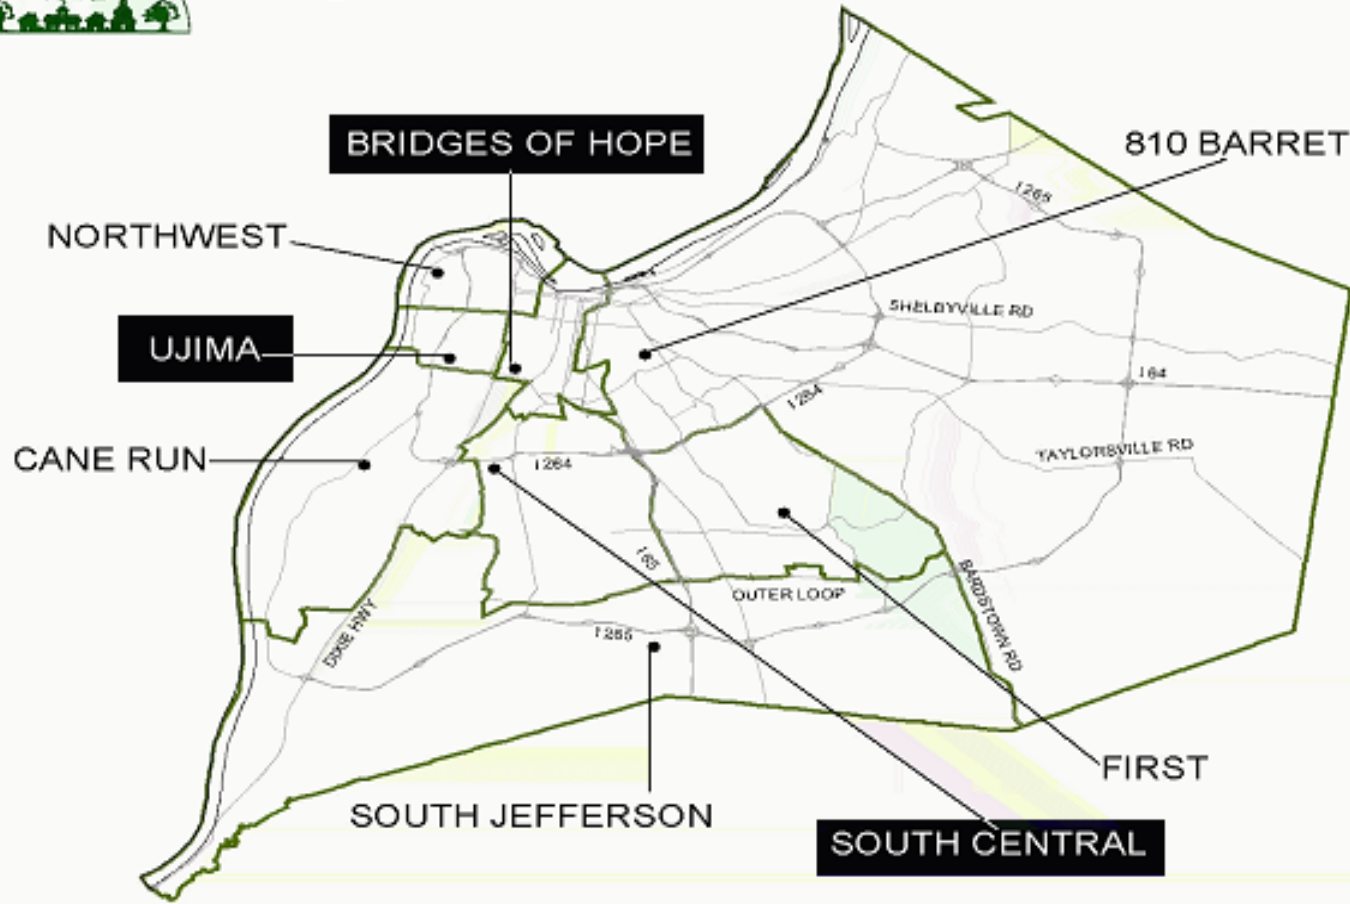 BRIDGES OF HOPE
810 BARRET
I 265
NORTHWEST
SHELBYVILLE RD
UJIMA
I 64
I 264
TAYLORSVILLE RD
CANE RUN
I 264
I 65
BARDSTOWN RD
OUTER LOOP
DIXIE HWY
I 265
FIRST
SOUTH JEFFERSON
SOUTH CENTRAL